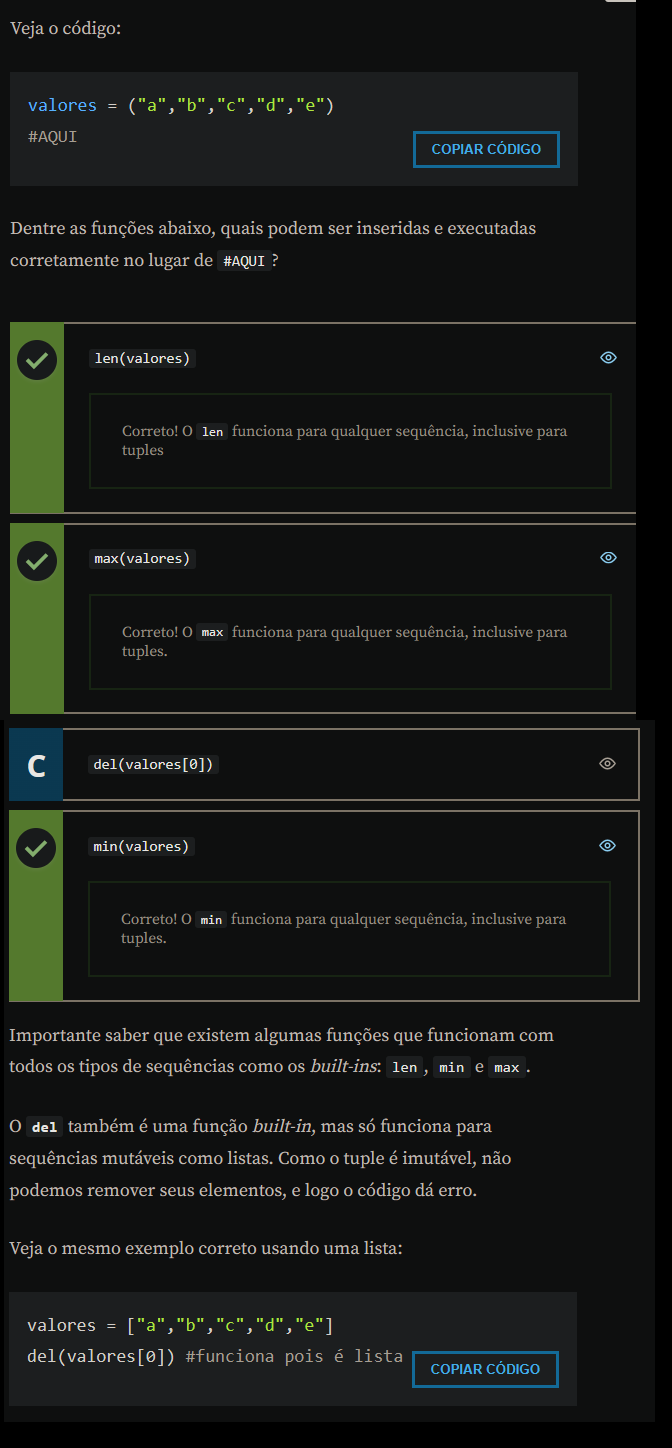 Veja o código:
valores = ("a","b","c","d","e")
#AQUI
COPIAR CÓDIGO
Dentre as funções abaixo, quais podem ser inseridas e executadas
corretamente no lugar de #AQUI ?
len(valores)
Correto! O len funciona para qualquer sequência, inclusive para
tuples
max(valores)
Correto! O max funciona para qualquer sequência, inclusive para
tuples.
C
del(valores[0])
min(valores)
Correto! O min funciona para qualquer sequência, inclusive para
tuples.
Importante saber que existem algumas funções que funcionam com
todos os tipos de sequências como os built-ins: len , min e max .
O del também é uma função built-in, mas só funciona para
sequências mutáveis como listas. Como o tuple é imutável, não
podemos remover seus elementos, e logo o código dá erro.
Veja o mesmo exemplo correto usando uma lista:
valores = ["a","b","c","d","e"]
del(valores[0]) #funciona pois é lista
COPIAR CÓDIGO